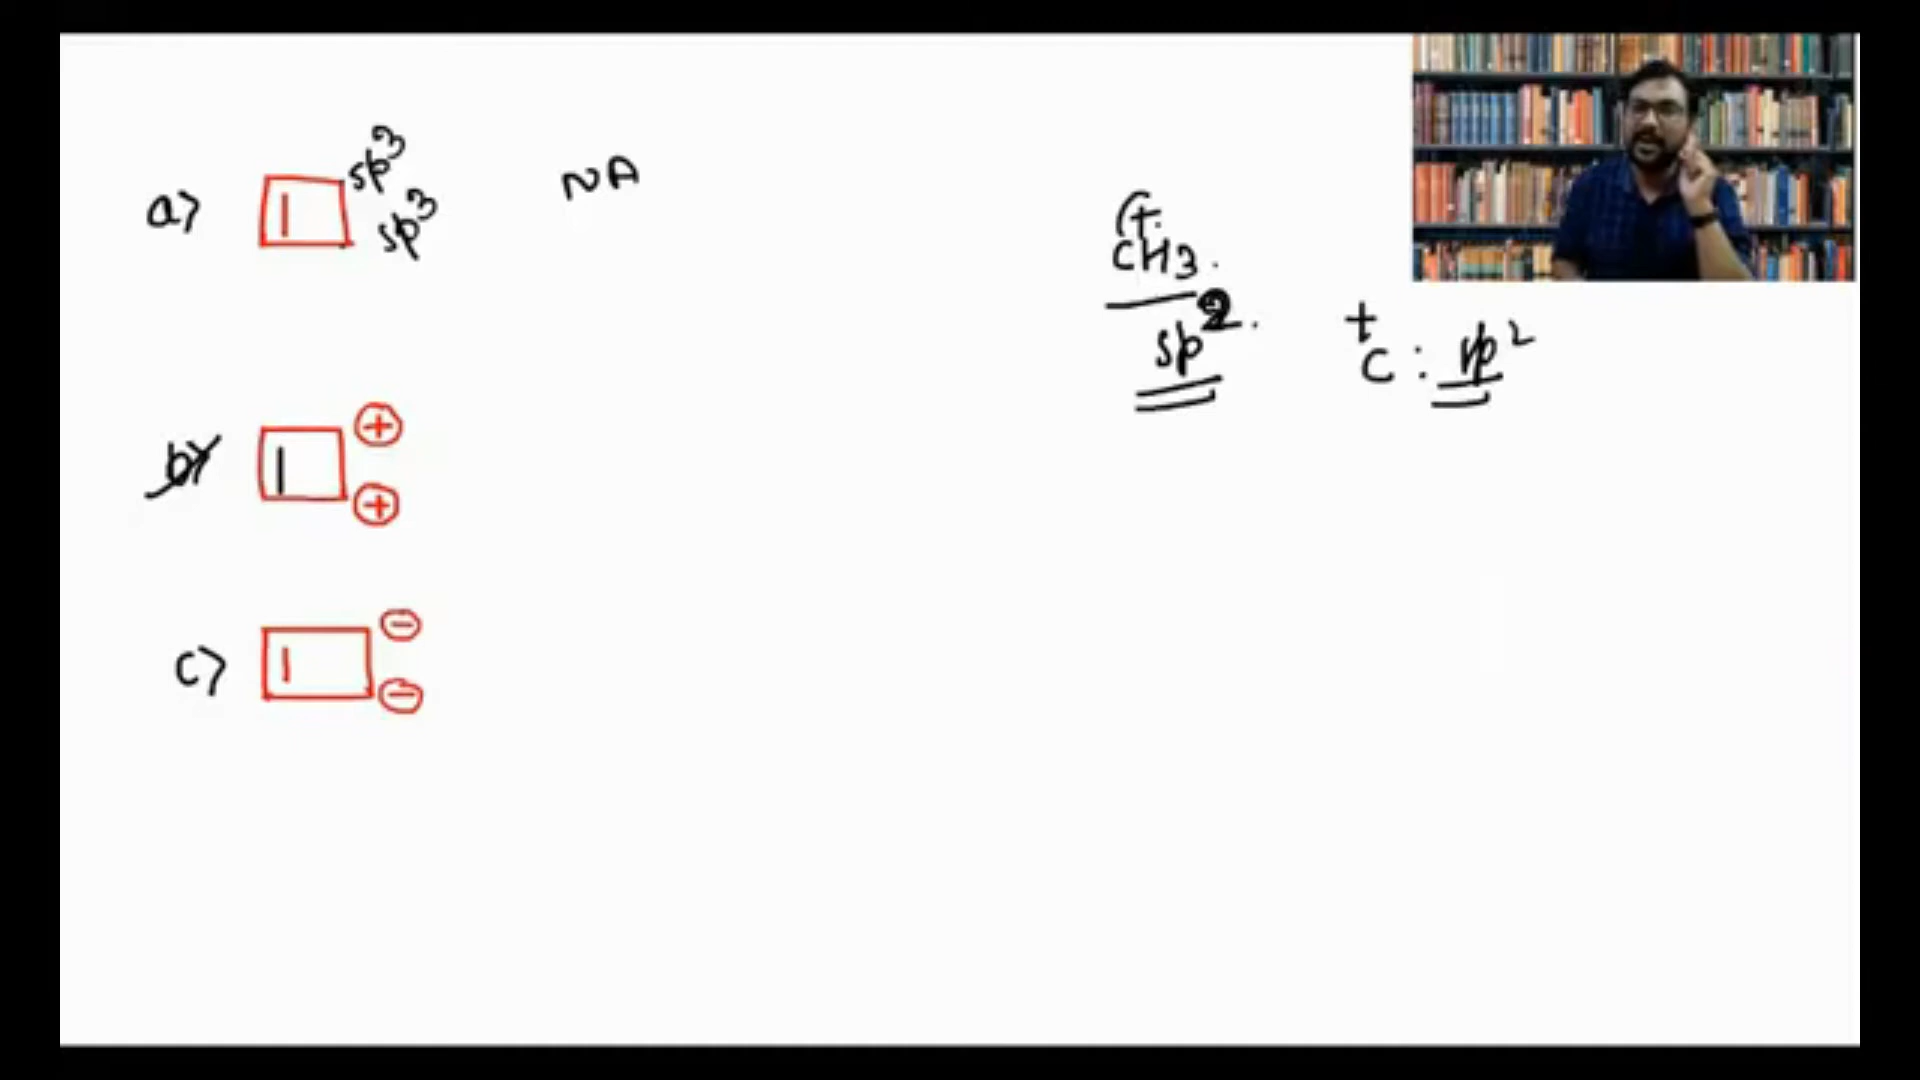 a) sp3 NA
sp3
(+.
CH3.
sp2.
+
C : sp2
b) +
+
c) −
−